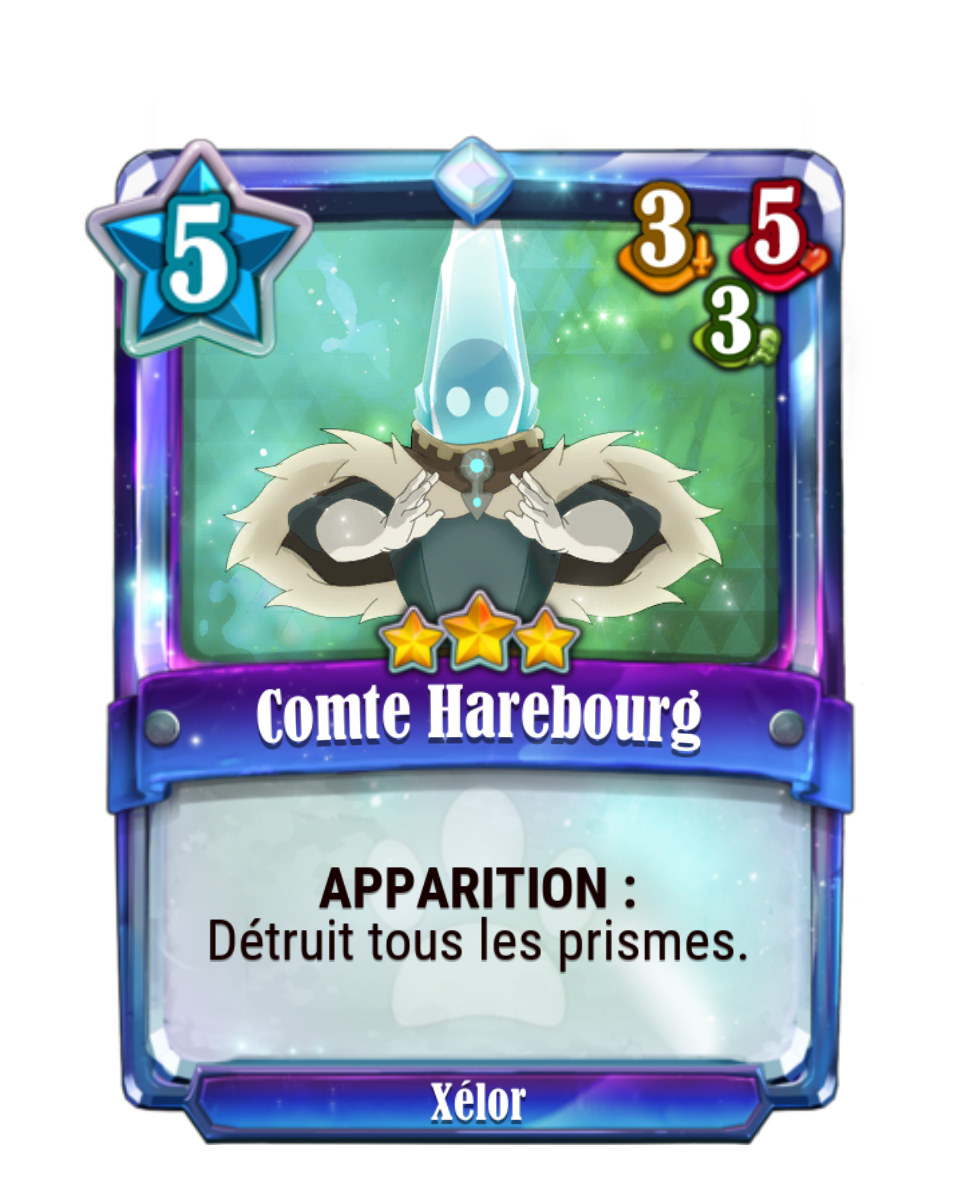 5
3
5
3
Comte Harebourg
APPARITION :
Détruit tous les prismes.
Xélor